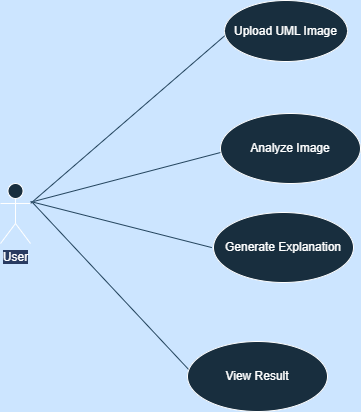 Upload UML Image
Analyze Image
Generate Explanation
User
View Result